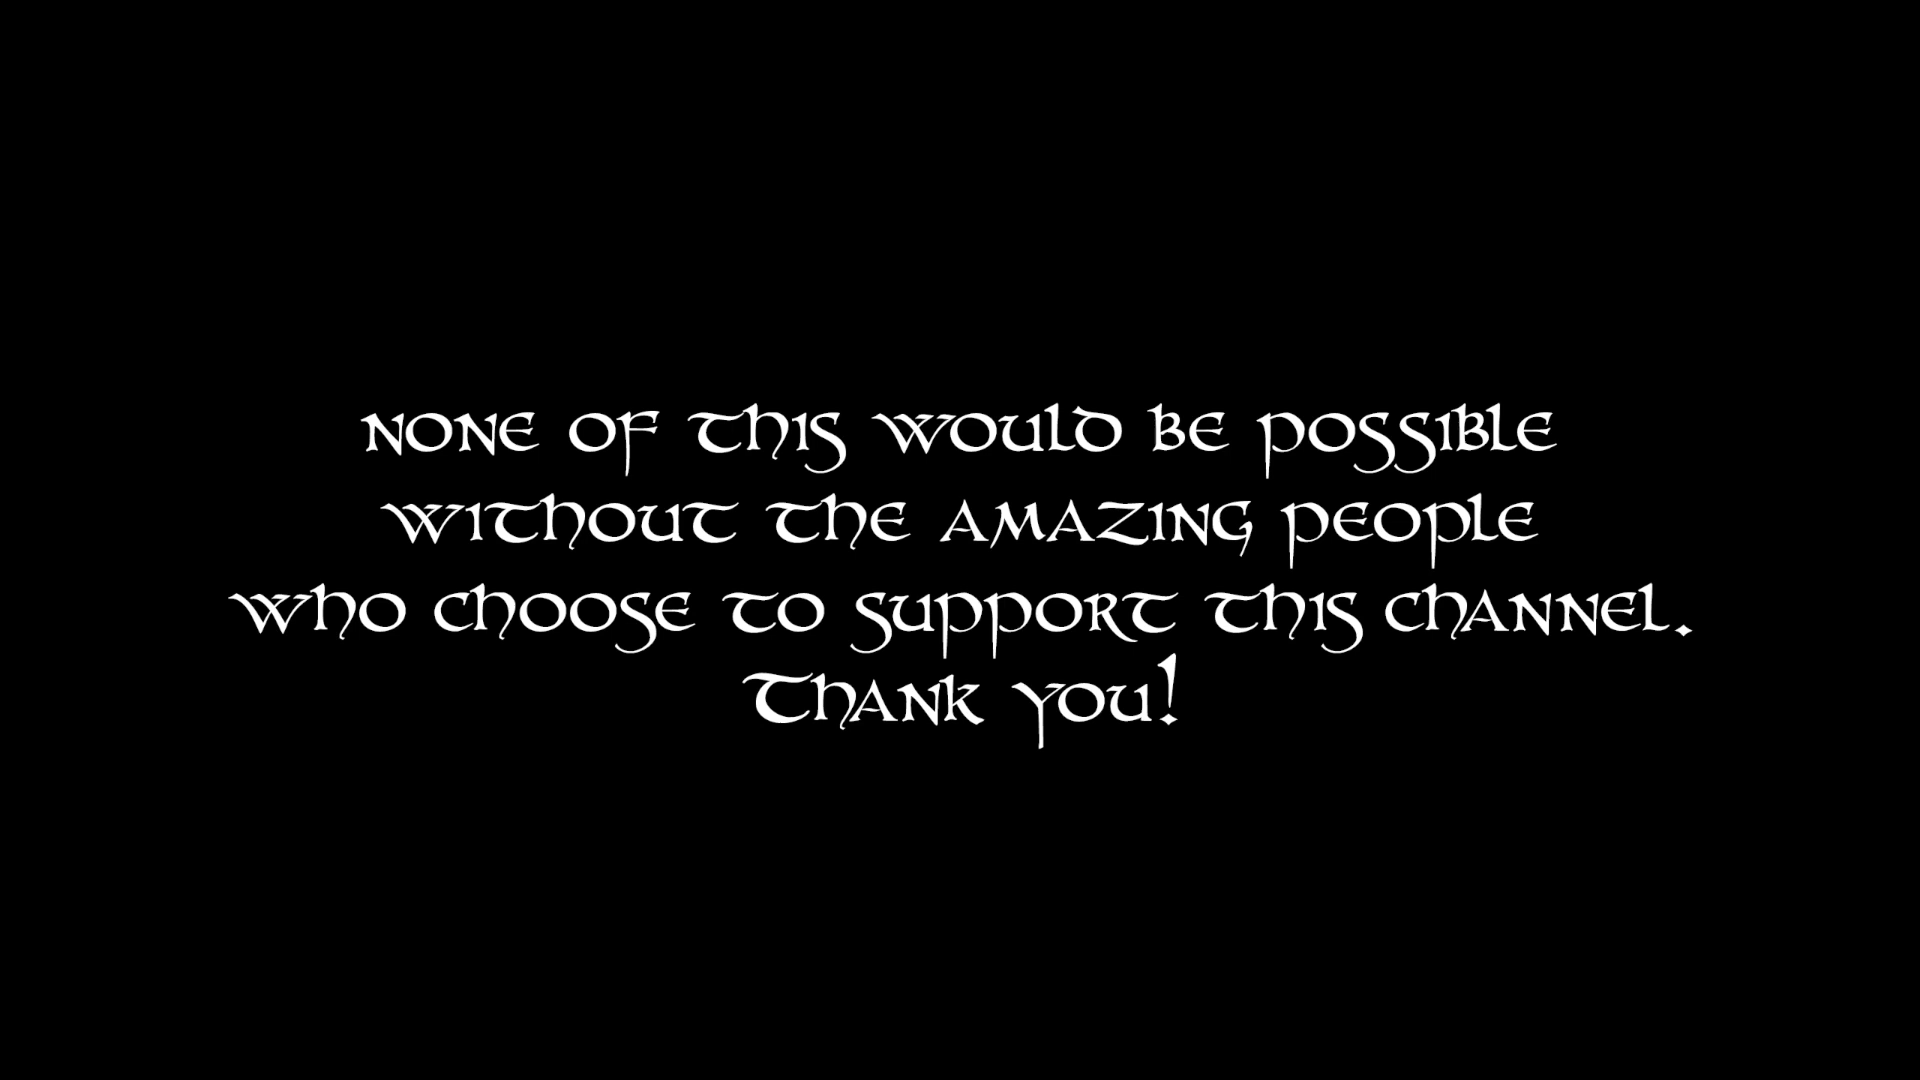 none of this would be possible
without the amazing people
who choose to support this channel.
Thank you!